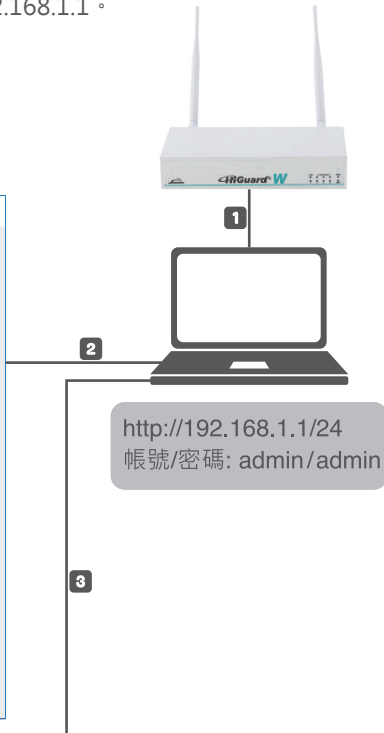 2.168.1.1。
HiGuard W
1
2
http://192.168.1.1/24
帳號/密碼: admin/admin
3